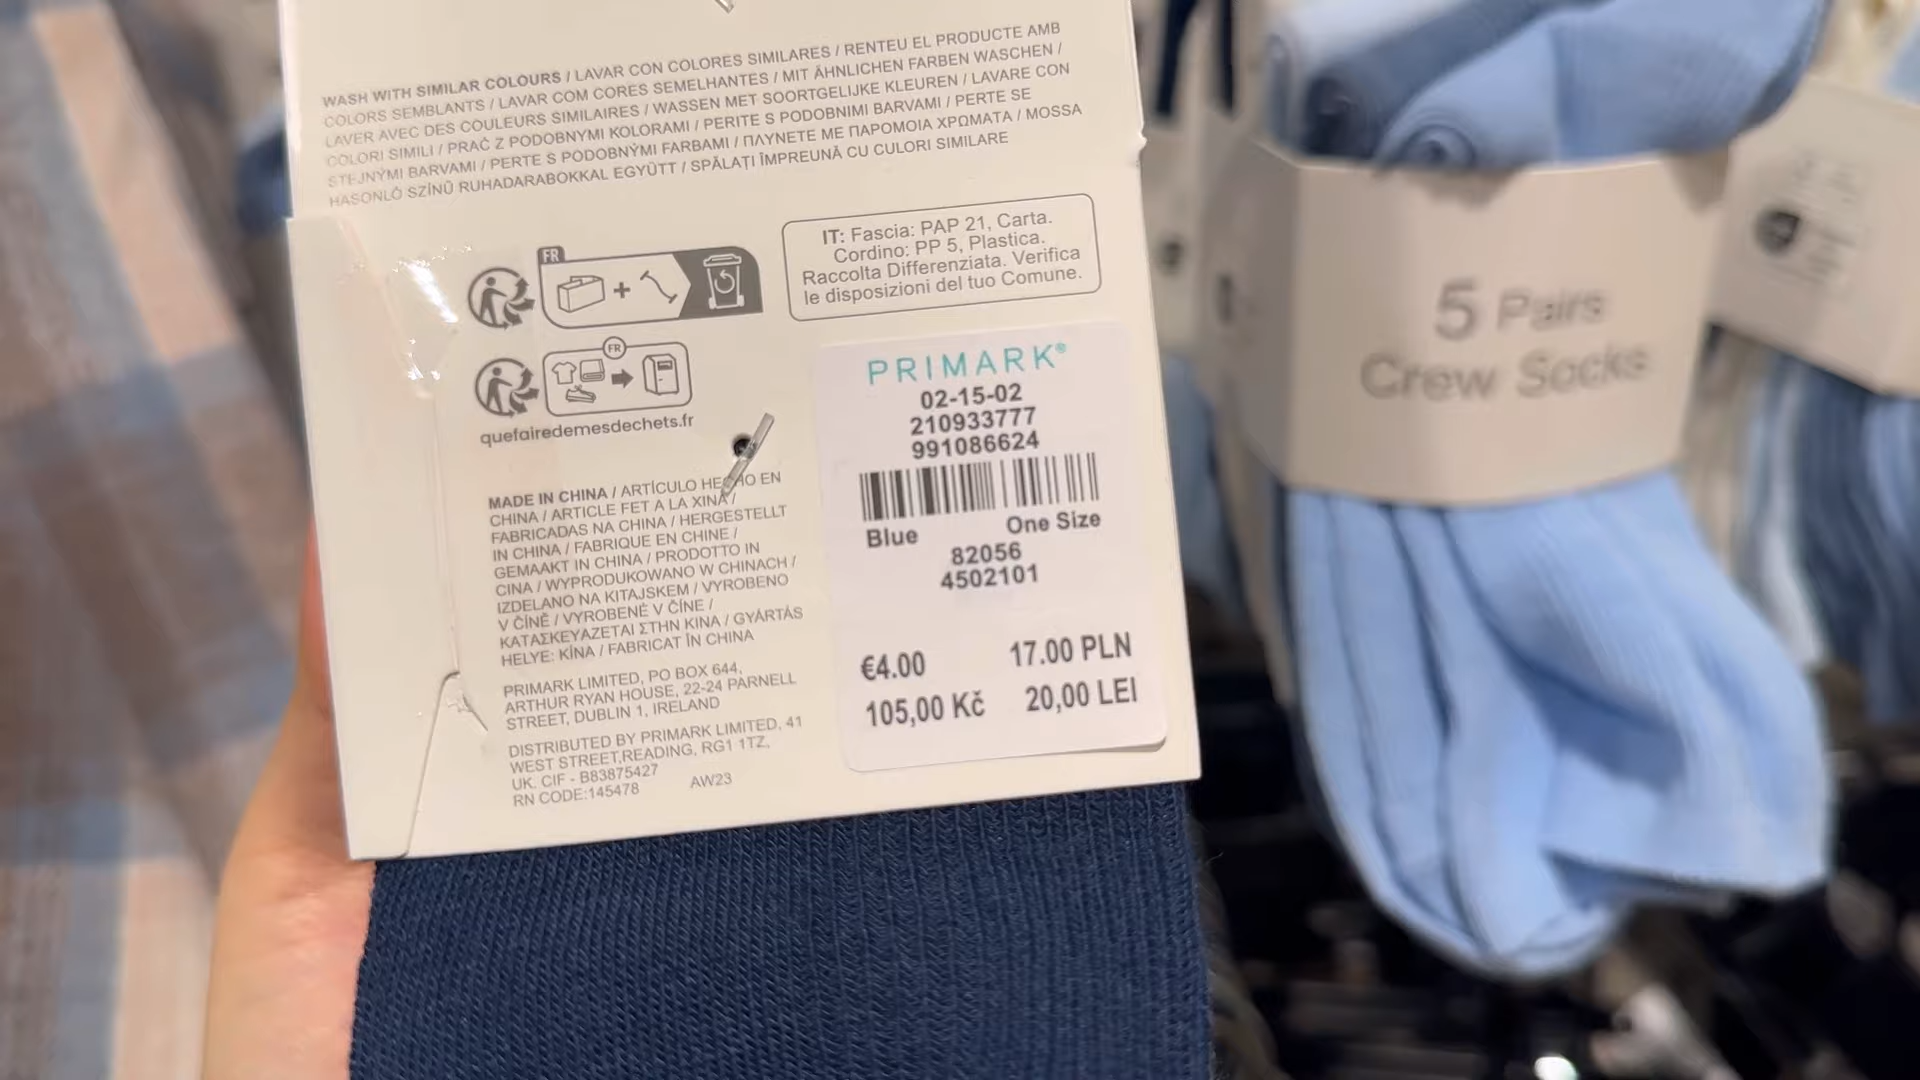 WASH WITH SIMILAR COLOURS / LAVAR CON COLORES SIMILARES / RENTEU EL PRODUCTE AMB
COLORS SEMBLANTS / LAVAR COM CORES SEMELHANTES / MIT ÄHNLICHEN FARBEN WASCHEN /
LAVER AVEC DES COULEURS SIMILAIRES / WASSEN MET SOORTGELIJKE KLEUREN / LAVARE CON
COLORI SIMILI / PRAĆ Z PODOBNYMI KOLORAMI / PERITE S PODOBNIMI BARVAMI / PERTE SE
STEJNÝMI BARVAMI / PERTE S PODOBNÝMI FARBAMI / ΠΛΥΝΕΤΕ ΜΕ ΠΑΡΟΜΟΙΑ ΧΡΩΜΑΤΑ / MOSSA
HASONLÓ SZÍNŰ RUHADARABOKKAL EGYÜTT / SPĂLAȚI ÎMPREUNĂ CU CULORI SIMILARE
FR
IT: Fascia: PAP 21, Carta.
Cordino: PP 5, Plastica.
Raccolta Differenziata. Verifica
le disposizioni del tuo Comune.
FR
quefairedemesdechets.fr
MADE IN CHINA / ARTÍCULO HECHO EN
CHINA / ARTICLE FET A LA XINA /
FABRICADAS NA CHINA / HERGESTELLT
IN CHINA / FABRIQUE EN CHINE /
GEMAAKT IN CHINA / PRODOTTO IN
CINA / WYPRODUKOWANO W CHINACH /
IZDELANO NA KITAJSKEM / VYROBENO
V ČÍNĚ / VYROBENÉ V ČÍNE /
ΚΑΤΑΣΚΕΥΑΖΕΤΑΙ ΣΤΗΝ ΚΙΝΑ / GYÁRTÁS
HELYE: KÍNA / FABRICAT ÎN CHINA
PRIMARK LIMITED, PO BOX 644,
ARTHUR RYAN HOUSE, 22-24 PARNELL
STREET, DUBLIN 1, IRELAND
DISTRIBUTED BY PRIMARK LIMITED, 41
WEST STREET,READING, RG1 1TZ,
UK. CIF - B83875427
RN CODE:145478 AW23
PRIMARK®
02-15-02
210933777
991086624
Blue One Size
82056
4502101
€4.00 17.00 PLN
105,00 Kč 20,00 LEI
5 Pairs
Crew Socks